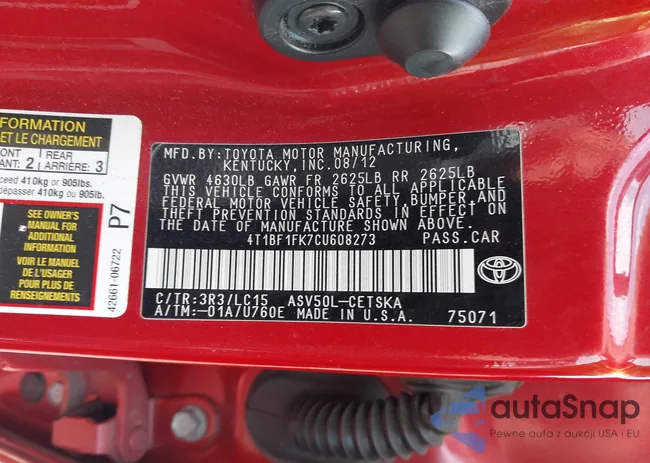 FORMATION
ET LE CHARGEMENT
ONT
ANT: 2
REAR
ARRIÈRE: 3
xceed 410kg or 905lbs.
dépasser 410kg ou 905lb.
SEE OWNER'S
MANUAL FOR
ADDITIONAL
INFORMATION
VOIR LE MANUEL
DE L'USAGER
POUR PLUS DE
P7
42661-06722
MFD.BY:TOYOTA MOTOR MANUFACTURING,
KENTUCKY, INC.08/12
GVWR 4630LB GAWR FR 2625LB RR 2625LB
THIS VEHICLE CONFORMS TO ALL APPLICABLE
FEDERAL MOTOR VEHICLE SAFETY, BUMPER, AND
THEFT PREVENTION STANDARDS IN EFFECT ON
THE DATE OF MANUFACTURE SHOWN ABOVE.
4T1BF1FK7CU608273 PASS.CAR
C/TR:3R3/LC15 ASV50L-CETSKA
A/TM:-01A/U760E MADE IN U.S.A. 75071
autaSnap
Pewne auta z aukcji USA i EU